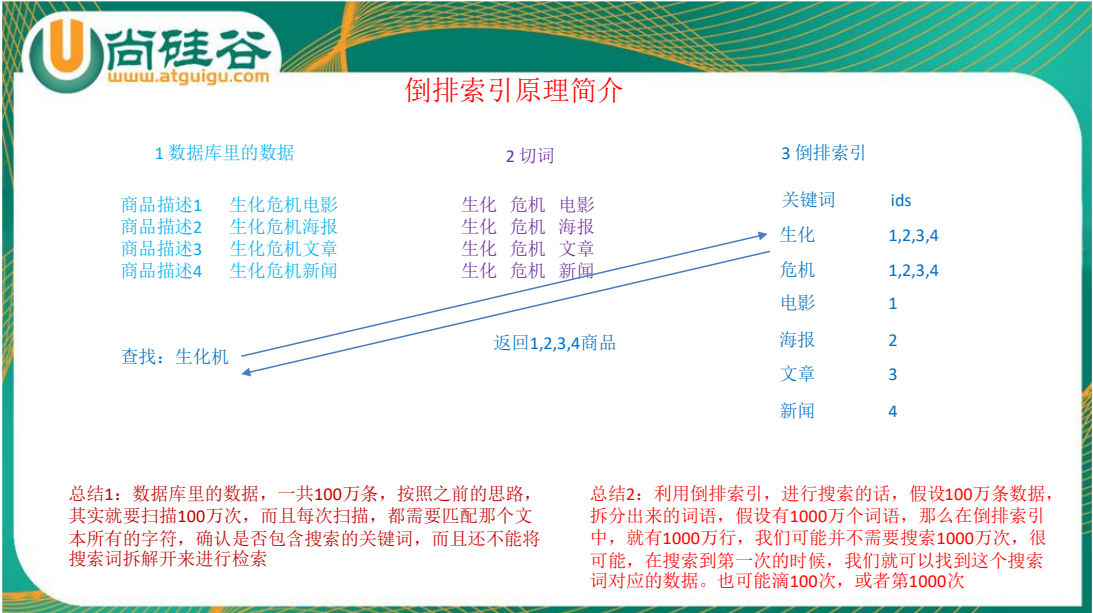 尚硅谷
www.atguigu.com
倒排索引原理简介
1 数据库里的数据
商品描述1 生化危机电影
商品描述2 生化危机海报
商品描述3 生化危机文章
商品描述4 生化危机新闻
2 切词
生化 危机 电影
生化 危机 海报
生化 危机 文章
生化 危机 新闻
3 倒排索引
关键词 ids
生化 1,2,3,4
危机 1,2,3,4
电影 1
海报 2
文章 3
新闻 4
查找：生化机
返回1,2,3,4商品
总结1：数据库里的数据，一共100万条，按照之前的思路，
其实就要扫描100万次，而且每次扫描，都需要匹配那个文
本所有的字符，确认是否包含搜索的关键词，而且还不能将
搜索词拆解开来进行检索
总结2：利用倒排索引，进行搜索的话，假设100万条数据，
拆分出来的词语，假设有1000万个词语，那么在倒排索引
中，就有1000万行，我们可能并不需要搜索1000万次，很
可能，在搜索到第一次的时候，我们就可以找到这个搜索
词对应的数据。也可能滴100次，或者第1000次